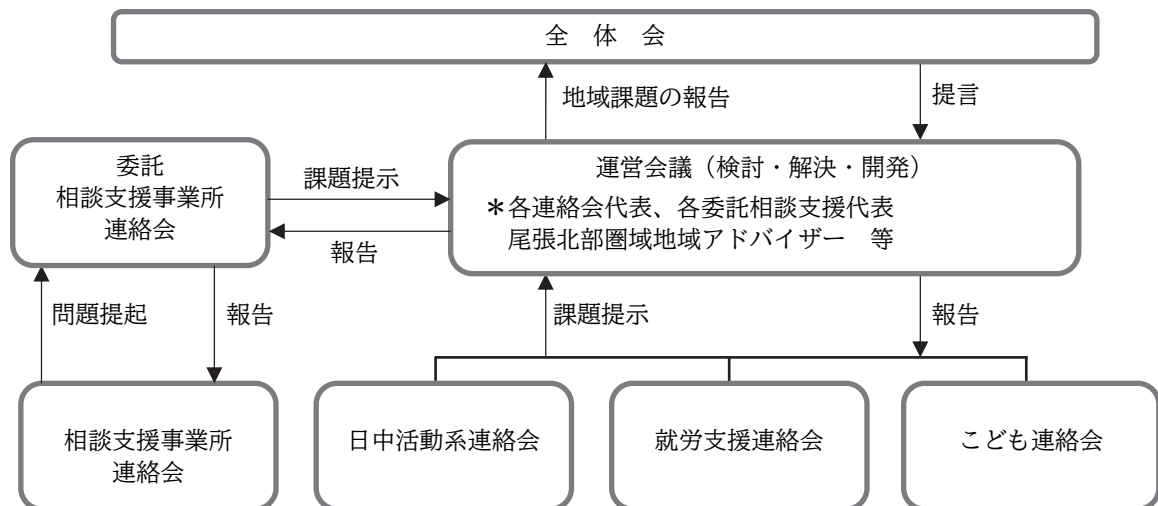 全 体 会
地域課題の報告
提言
委託
相談支援事業所
連絡会
課題提示
報告
運営会議（検討・解決・開発）
＊各連絡会代表、各委託相談支援代表
尾張北部圏域地域アドバイザー 等
問題提起
報告
課題提示
報告
相談支援事業所
連絡会
日中活動系連絡会
就労支援連絡会
こども連絡会